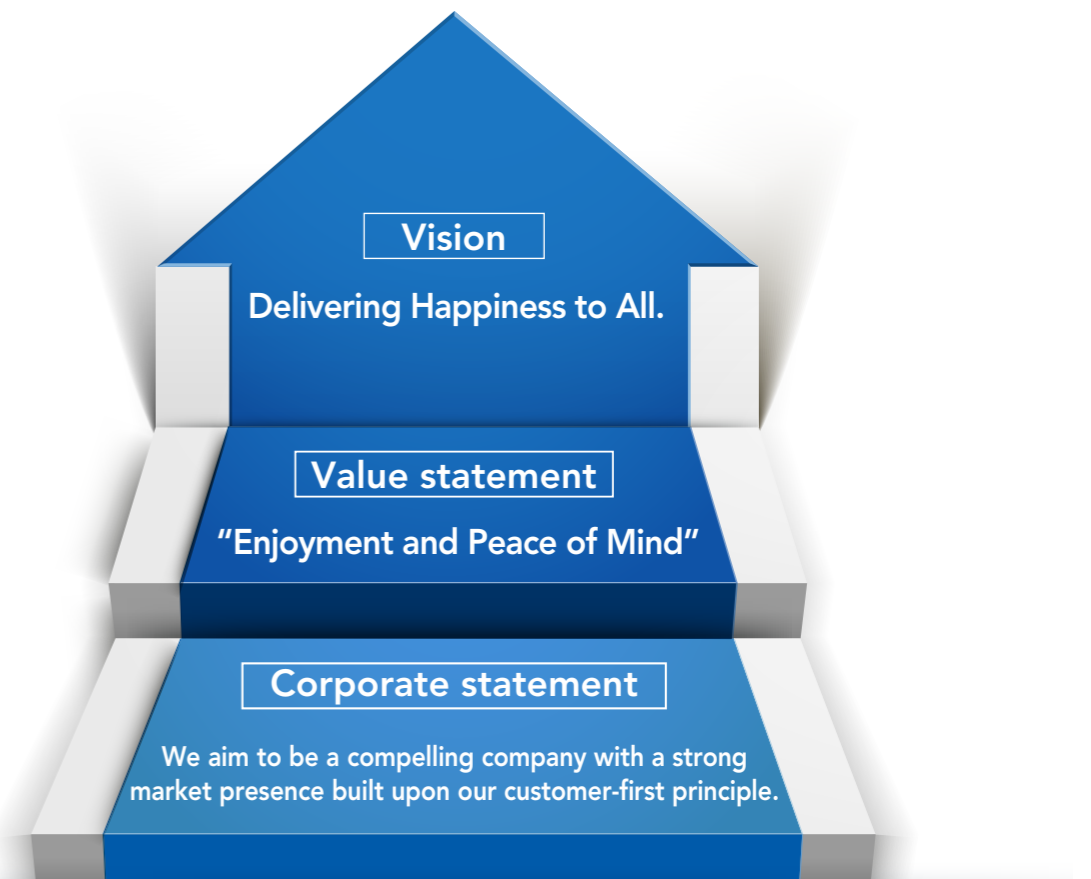 Vision
Delivering Happiness to All.
Value statement
“Enjoyment and Peace of Mind”
Corporate statement
We aim to be a compelling company with a strong
market presence built upon our customer-first principle.